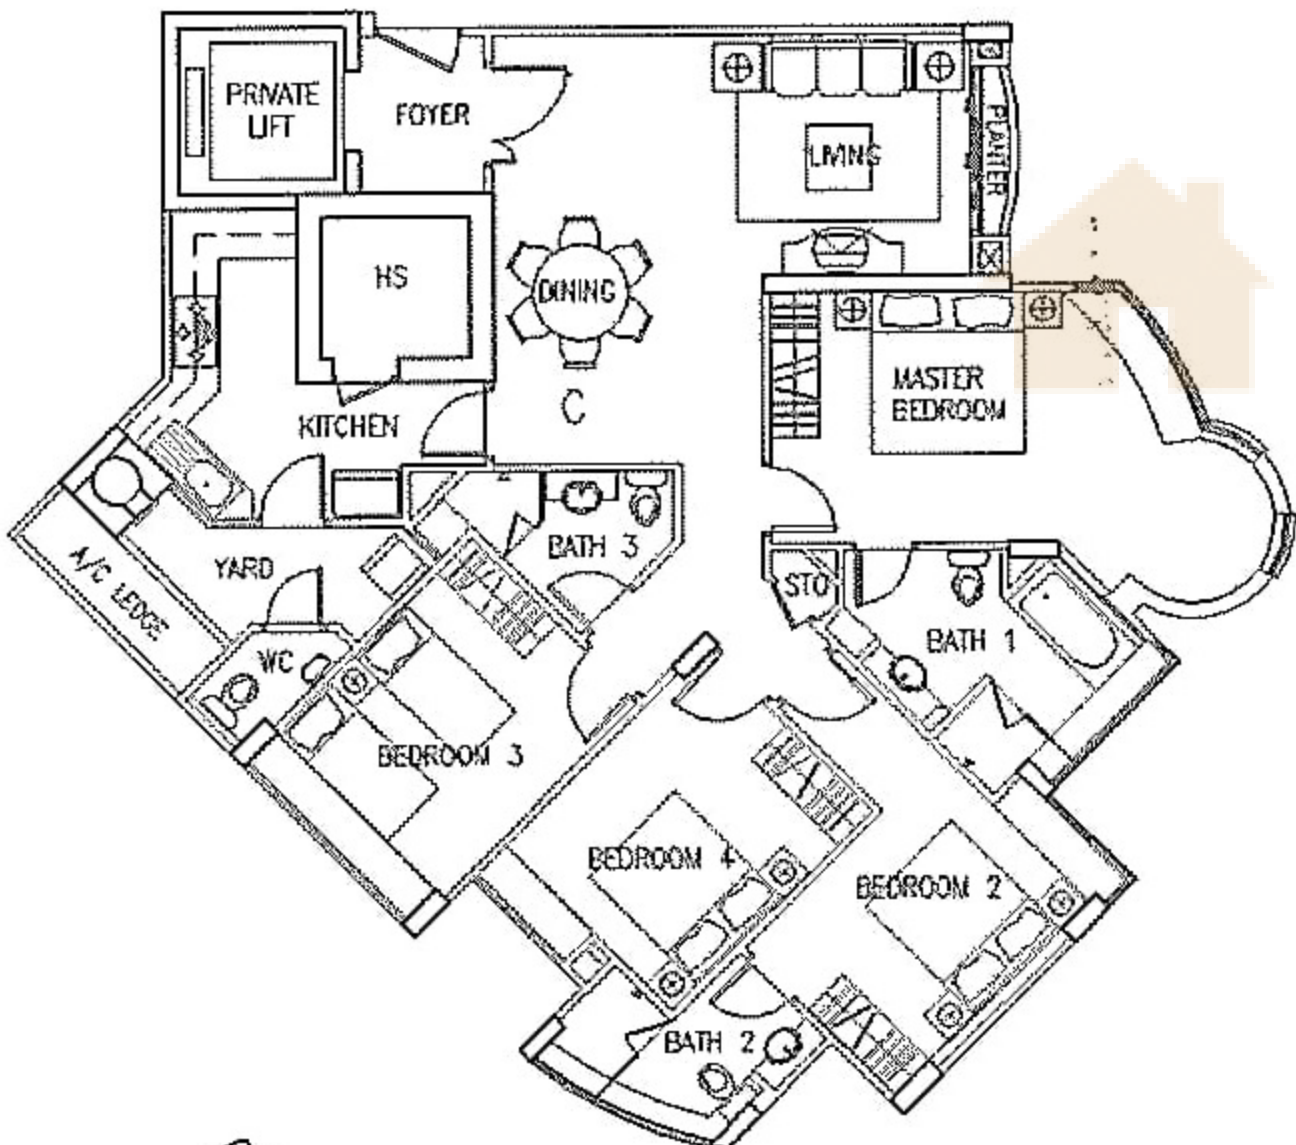 PRIVATE
LIFT
FOYER
LIVING
PLANTER
HS
DINING
C
MASTER
BEDROOM
KITCHEN
BATH 3
A/C LEDGE
YARD
STO
BATH 1
WC
BEDROOM 3
BEDROOM 4
BEDROOM 2
BATH 2